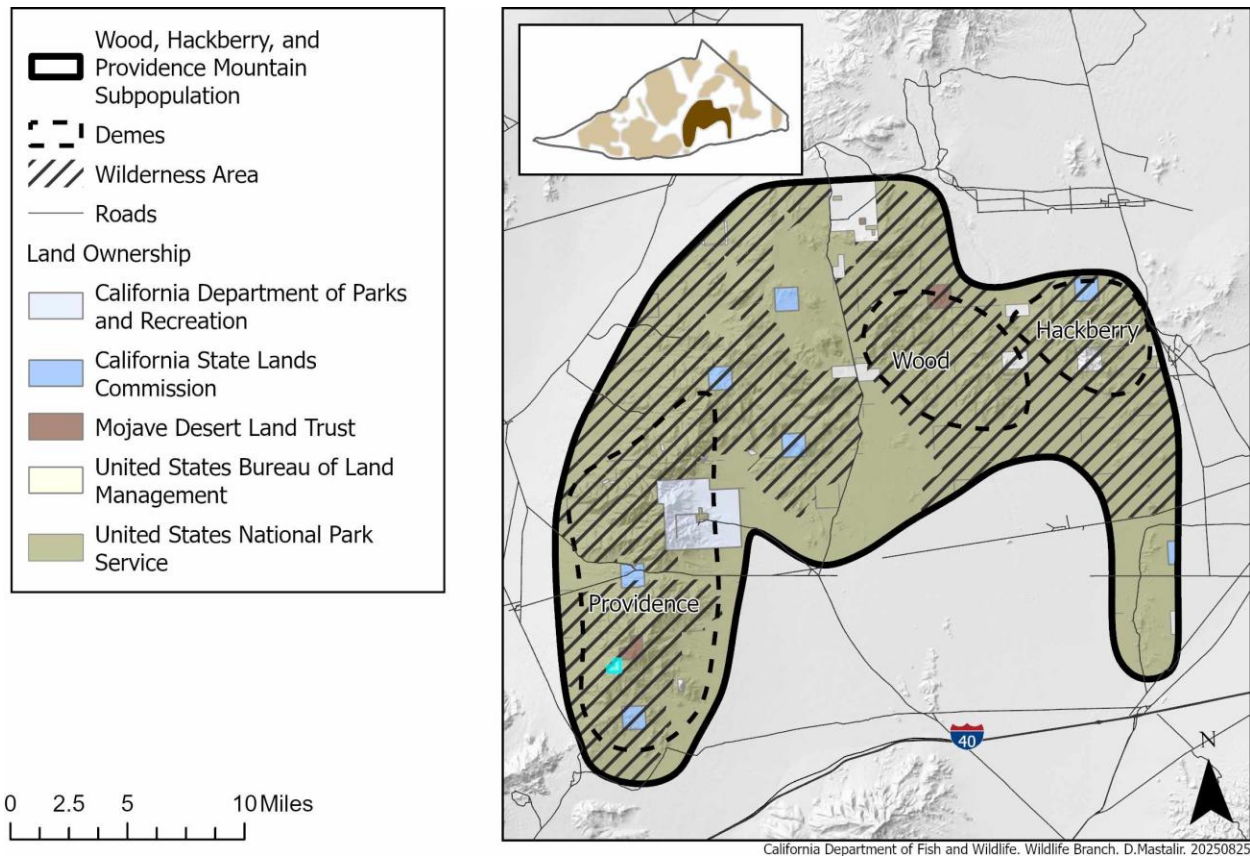 Wood, Hackberry, and
Providence Mountain
Subpopulation
Demes
Wilderness Area
Roads
Land Ownership
California Department of Parks
and Recreation
California State Lands
Commission
Mojave Desert Land Trust
United States Bureau of Land
Management
United States National Park
Service
0 2.5 5 10 Miles
Hackberry
Wood
Providence
40
N
California Department of Fish and Wildlife. Wildlife Branch. D.Mastalir. 20250825